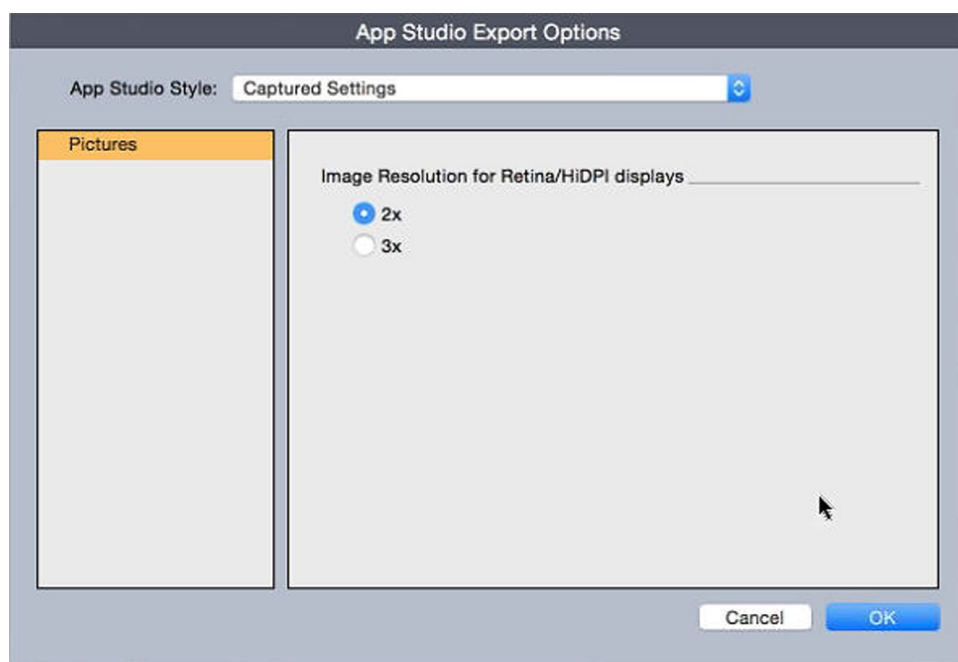 App Studio Export Options
App Studio Style: Captured Settings
Pictures
Image Resolution for Retina/HiDPI displays
2x
3x
Cancel OK